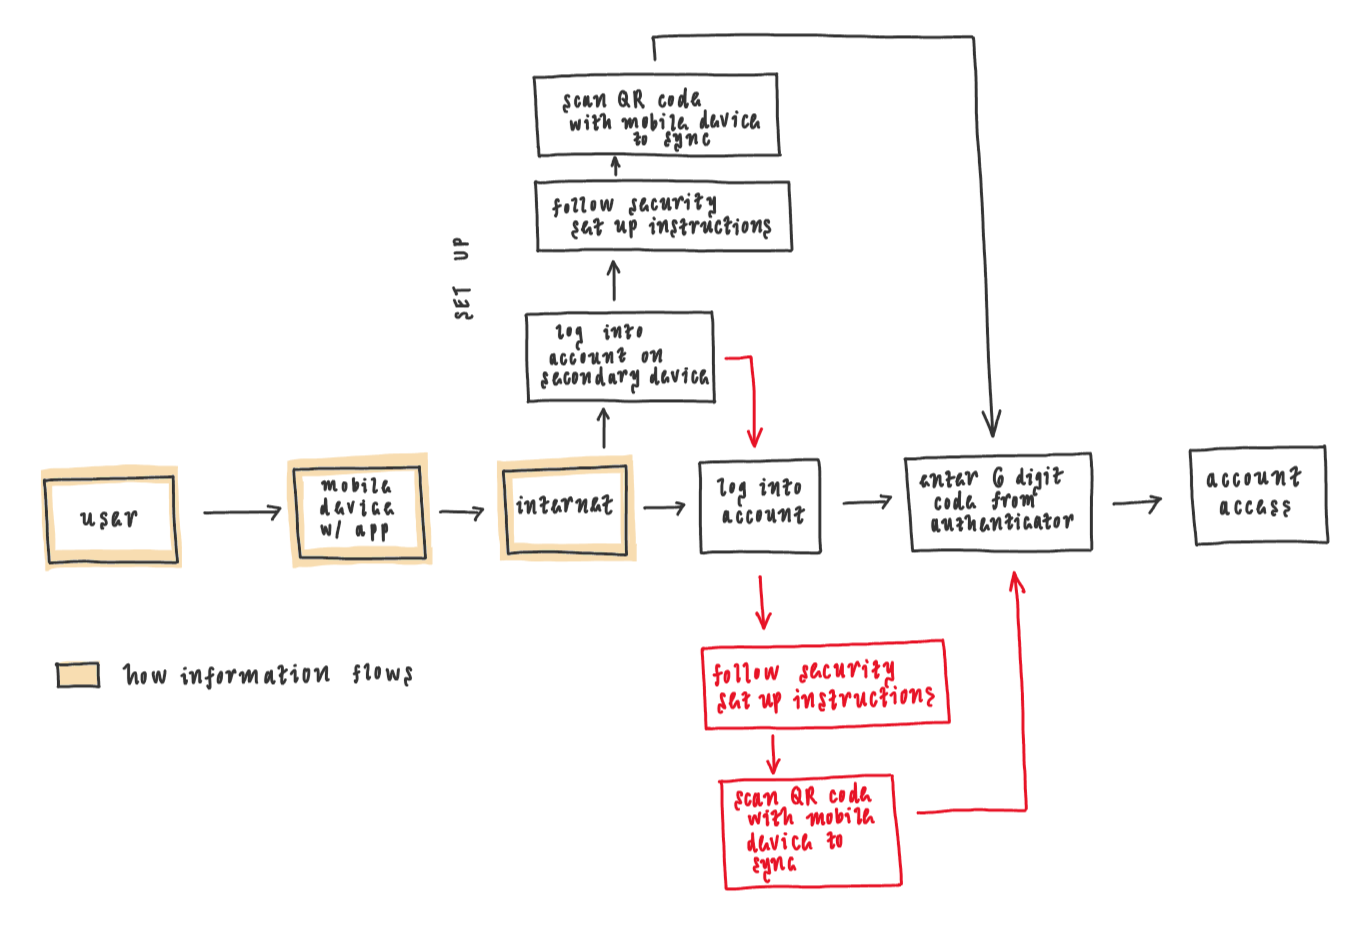 scan QR code
with mobile device
to sync
follow security
set up instructions
SET UP
log into
account on
secondary device
user
mobile
device
w/ app
internet
log into
account
enter 6 digit
code from
authenticator
account
access
how information flows
follow security
set up instructions
scan QR code
with mobile
device to
sync